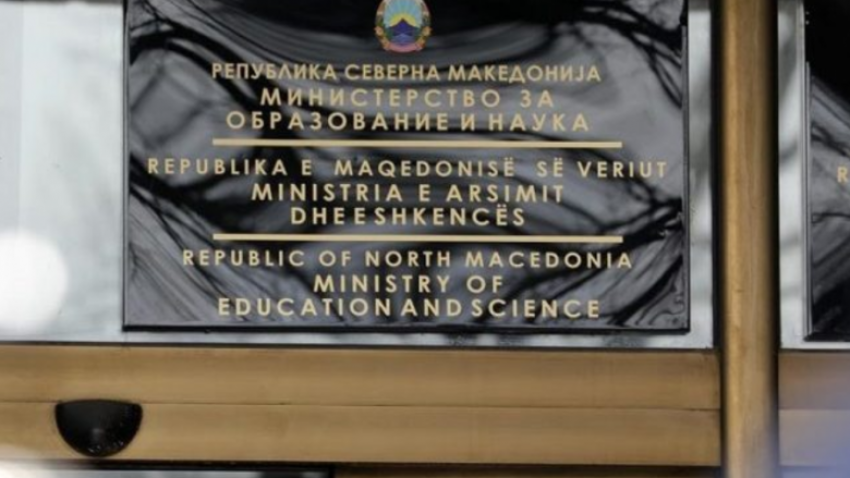 РЕПУБЛИКА СЕВЕРНА МАКЕДОНИЈА
МИНИСТЕРСТВО ЗА
ОБРАЗОВАНИЕ И НАУКА
REPUBLIKA E MAQEDONISË SË VERIUT
MINISTRIA E ARSIMIT
DHE E SHKENCËS
REPUBLIC OF NORTH MACEDONIA
MINISTRY OF
EDUCATION AND SCIENCE